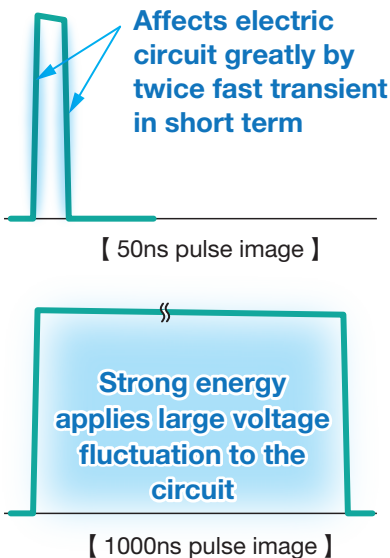 Affects electric
circuit greatly by
twice fast transient
in short term
【 50ns pulse image 】
Strong energy
applies large voltage
fluctuation to the
circuit
【 1000ns pulse image 】